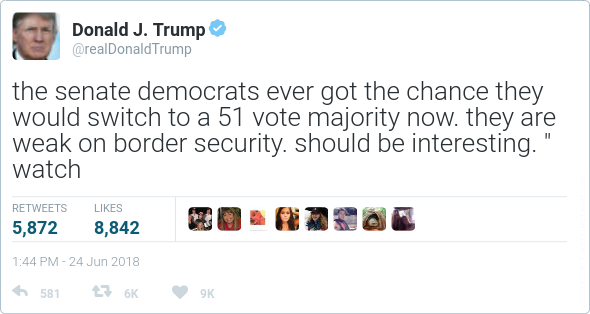 Donald J. Trump
@realDonaldTrump
the senate democrats ever got the chance they
would switch to a 51 vote majority now. they are
weak on border security. should be interesting. "
watch
RETWEETS LIKES
5,872 8,842
1:44 PM - 24 Jun 2018
581 6K 9K